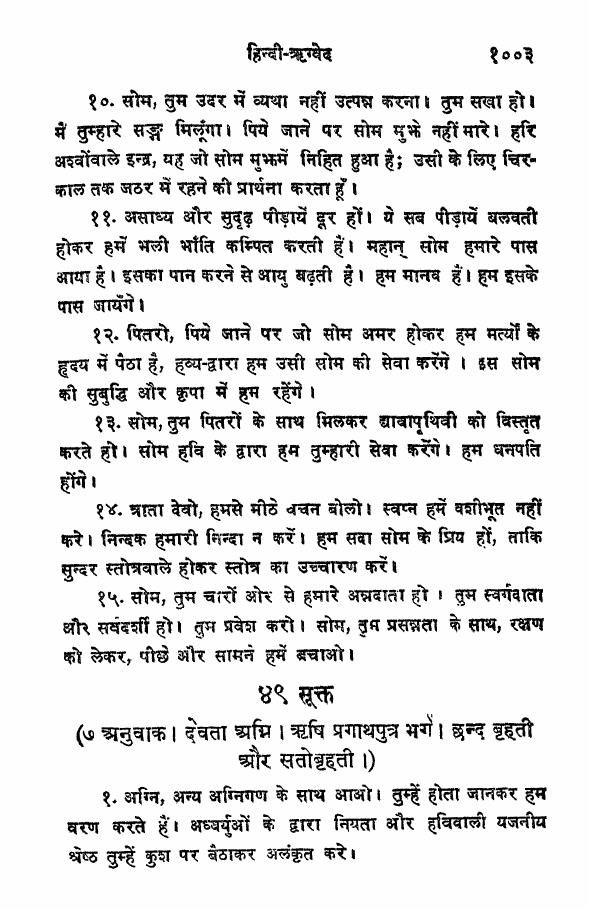 हिन्दी-ऋग्वेद १००३
१०. सोम, तुम उदर में व्यथा नहीं उत्पन्न करना। तुम सखा हो।
मैं तुम्हारे सङ्ग मिलूंगा। पिये जाने पर सोम मुझे नहीं मारे। हरि
अश्वोंवाले इन्द्र, यह जो सोम मुझमें निहित हुआ है; उसी के लिए चिर-
काल तक जठर में रहने की प्रार्थना करता हूँ।
११. असाध्य और सुदृढ़ पीड़ायें दूर हों। ये सब पीड़ायें बलवती
होकर हमें भली भाँति कम्पित करती हैं। महान् सोम हमारे पास
आया है। इसका पान करने से आयु बढ़ती है। हम मानव हैं। हम इसके
पास जायँगे।
१२. पितरो, पिये जाने पर जो सोम अमर होकर हम मर्त्यों के
हृदय में पैठा है, हव्य-द्वारा हम उसी सोम की सेवा करेंगे। इस सोम
की सुबुद्धि और कृपा में हम रहेंगे।
१३. सोम, तुम पितरों के साथ मिलकर द्यावापृथिवी को विस्तृत
करते हो। सोम हवि के द्वारा हम तुम्हारी सेवा करेंगे। हम धनपति
होंगे।
१४. त्राता देवो, हमसे मीठे वचन बोलो। स्वप्न हमें वशीभूत नहीं
करे। निन्दक हमारी निन्दा न करें। हम सदा सोम के प्रिय हों, ताकि
सुन्दर स्तोत्रवाले होकर स्तोत्र का उच्चारण करें।
१५. सोम, तुम चारों ओर से हमारे अन्नदाता हो। तुम स्वर्गदाता
और सर्वदर्शी हो। तुम प्रवेश करो। सोम, तुम प्रसन्नता के साथ, रक्षण
को लेकर, पीछे और सामने हमें बचाओ।
४९ सूक्त
(७ अनुवाक। देवता अग्नि। ऋषि प्रगाथपुत्र भर्ग। छन्द बृहती
और सतोबृहती।)
१. अग्नि, अन्य अग्निगण के साथ आओ। तुम्हें होता जानकर हम
वरण करते हैं। अध्वर्युओं के द्वारा नियता और हविवाली यजनीय
श्रेष्ठ तुम्हें कुश पर बैठाकर अलंकृत करे।